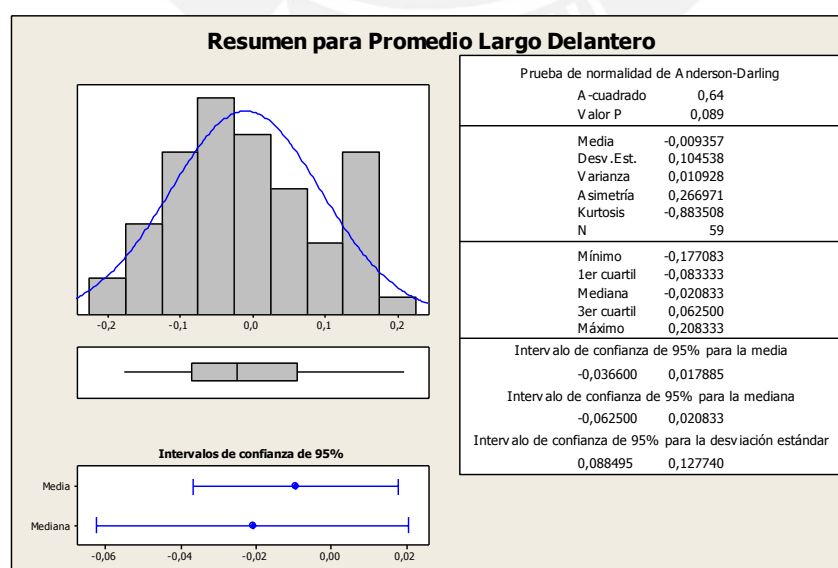 Resumen para Promedio Largo Delantero
-0,2 -0,1 0,0 0,1 0,2
Intervalos de confianza de 95%
Media
Mediana
-0,06 -0,04 -0,02 0,00 0,02
Prueba de normalidad de Anderson-Darling
A-cuadrado 0,64
Valor P 0,089
Media -0,009357
Desv.Est. 0,104538
Varianza 0,010928
Asimetría 0,266971
Kurtosis -0,883508
N 59
Mínimo -0,177083
1er cuartil -0,083333
Mediana -0,020833
3er cuartil 0,062500
Máximo 0,208333
Intervalo de confianza de 95% para la media
-0,036600 0,017885
Intervalo de confianza de 95% para la mediana
-0,062500 0,020833
Intervalo de confianza de 95% para la desviación estándar
0,088495 0,127740